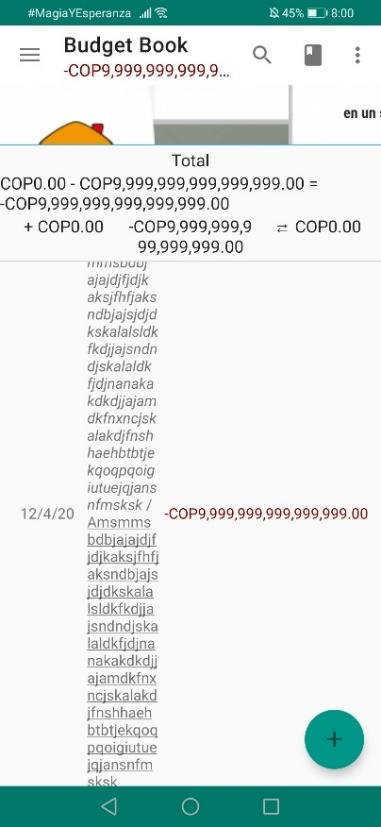 #MagiaYEsperanza 45% 8:00
Budget Book
-COP9,999,999,999,9...
en un s
Total
COP0.00 - COP9,999,999,999,999,999.00 =
-COP9,999,999,999,999,999.00
+ COP0.00 -COP9,999,999,9 ⇄ COP0.00
99,999,999.00
mmsbdbj
ajajdjfjdjk
aksjfhfjaks
ndbjajsjdjd
kskalalsldk
fkdjjajsndn
djskalaldk
fjdjnanaka
kdkdjjajam
dkfnxncjsk
alakdjfnsh
haehbtbtje
kqoqpqoig
iutuejqjans
nfmsksk /
12/4/20 -COP9,999,999,999,999,999.00
Amsmms
bdbjajajdjf
jdjkaksjfhfj
aksndbjajs
jdjdkskala
lsldkfkdjja
jsndndjska
laldkfjdjna
nakakdkdjj
ajamdkfnx
ncjskalakd
jfnshhaeh
btbtjekqoq
pqoigiutue
jqjansnfm
sksk
+